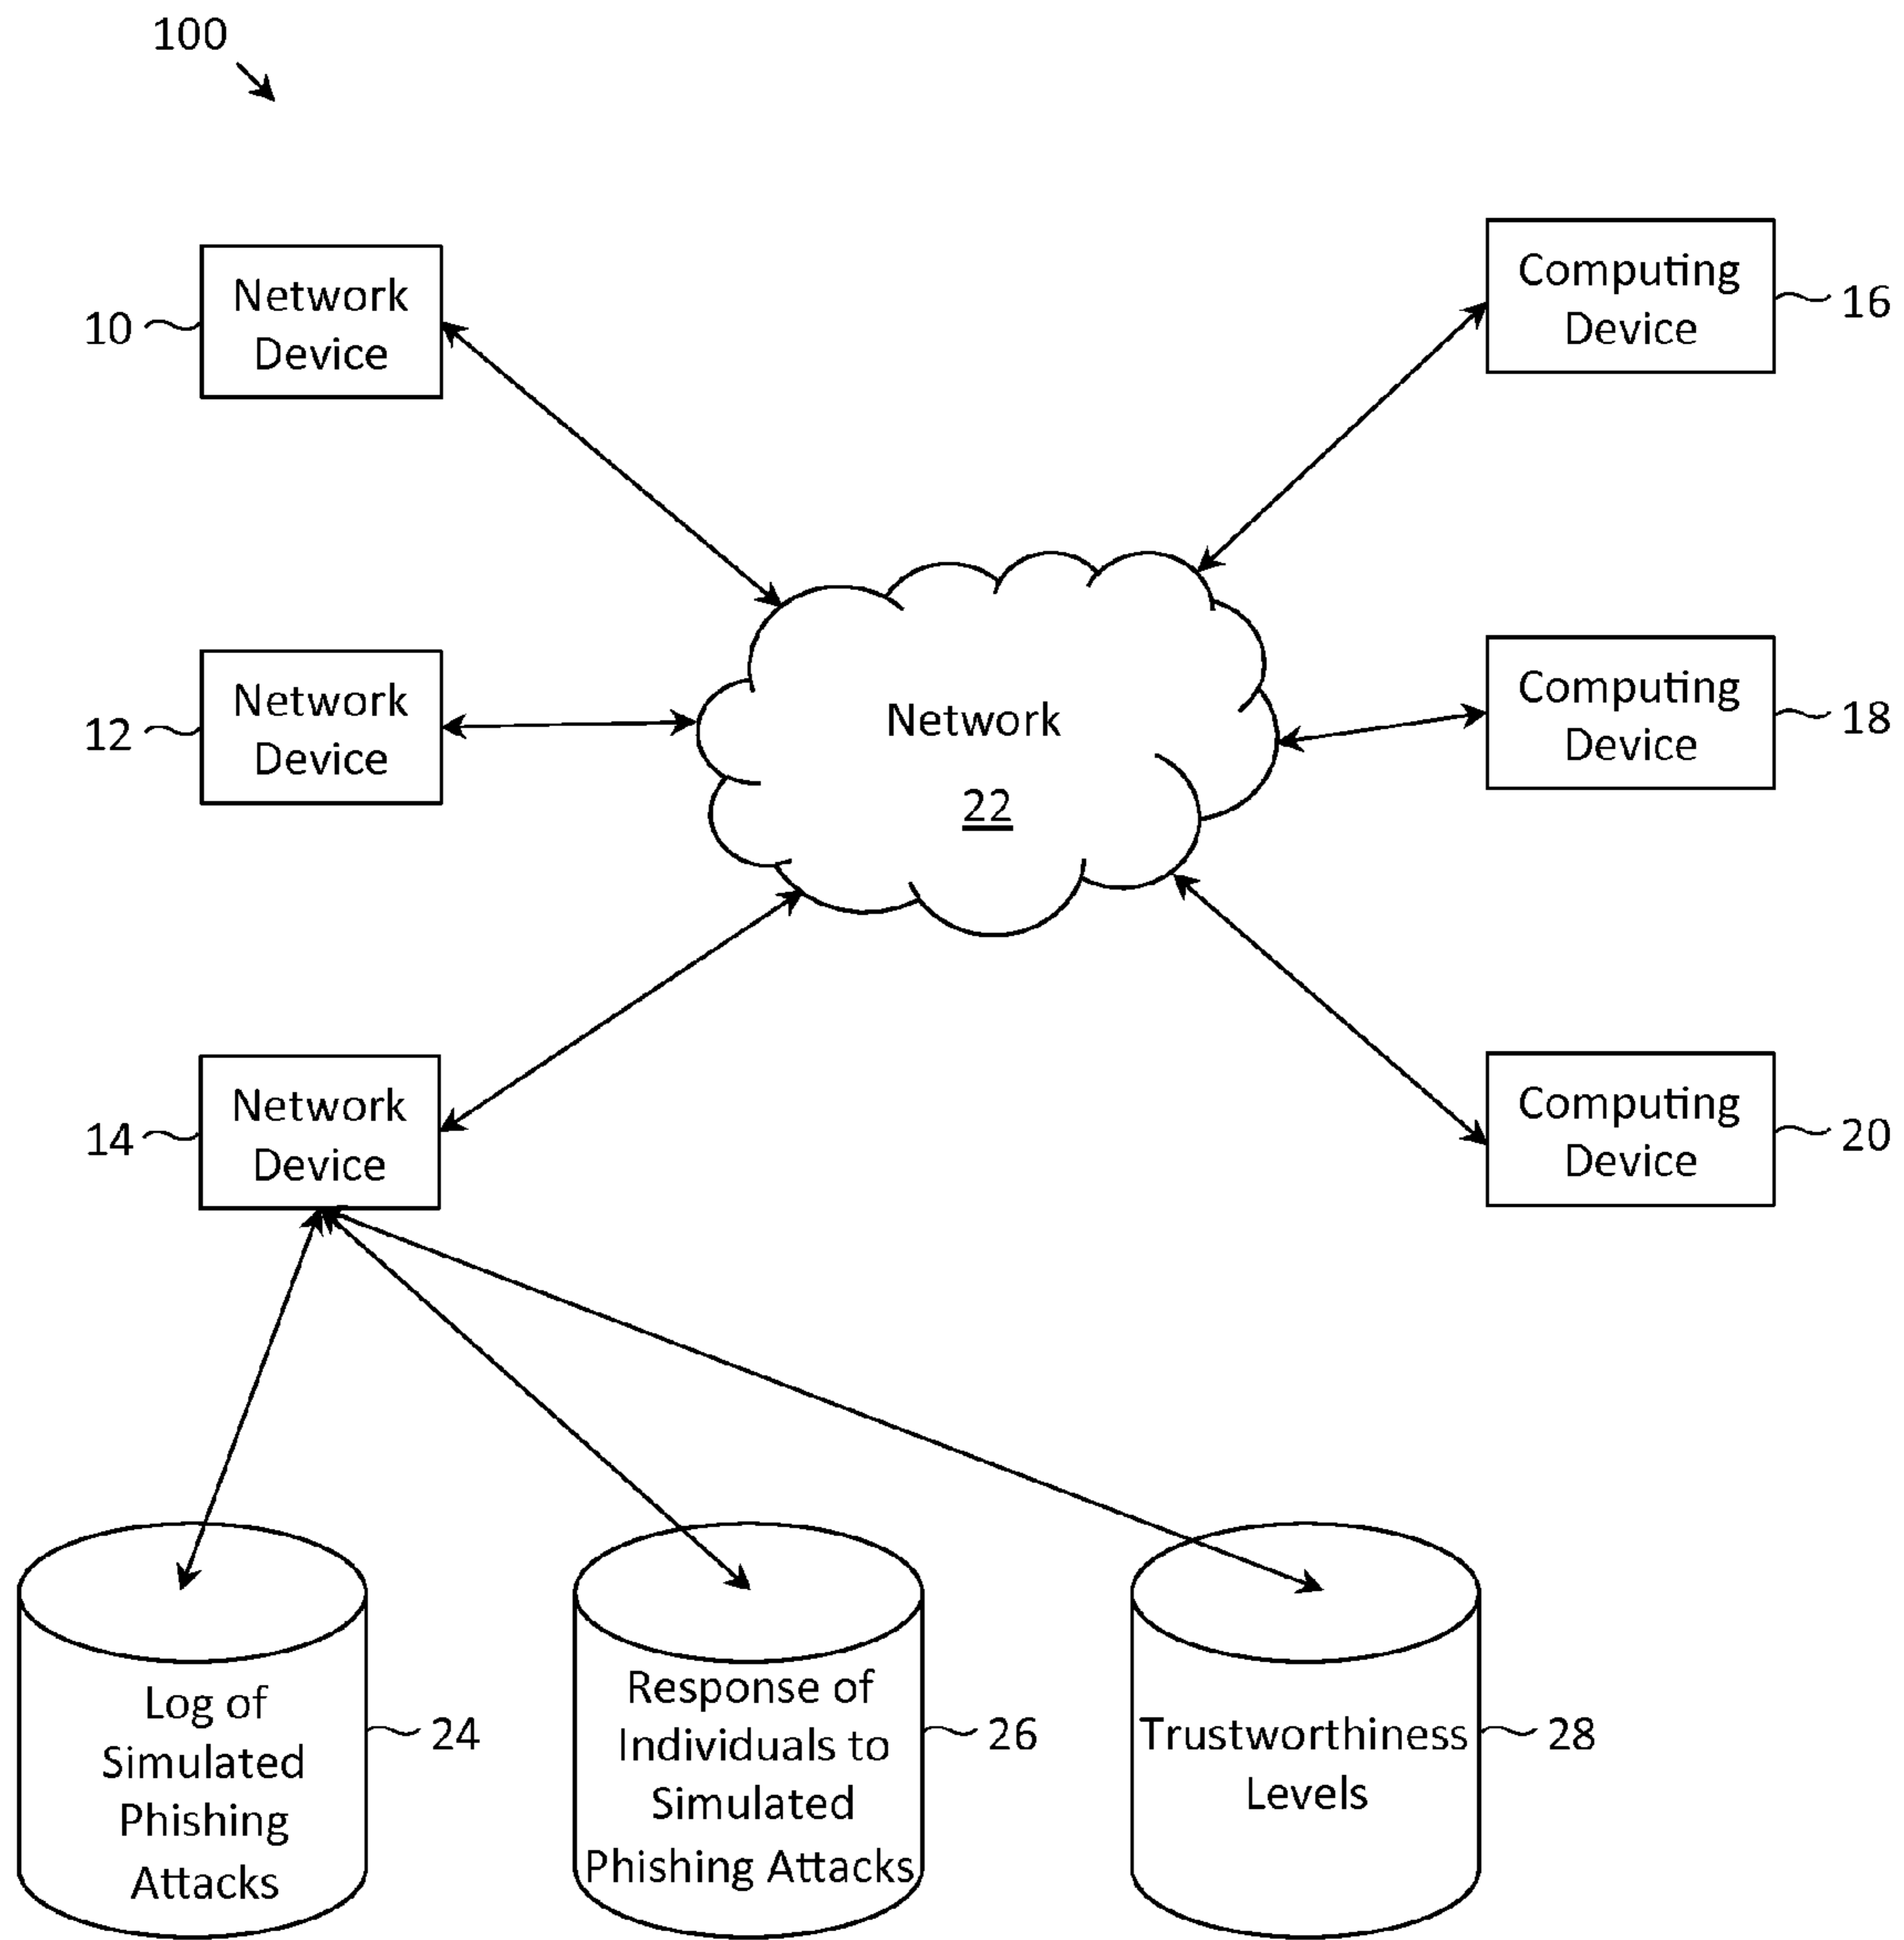 100
Network
Device
10
Computing
Device
16
Network
Device
12
Network
22
Computing
Device
18
Network
Device
14
Computing
Device
20
Log of
Simulated
Phishing
Attacks
24
Response of
Individuals to
Simulated
Phishing Attacks
26
Trustworthiness
Levels
28